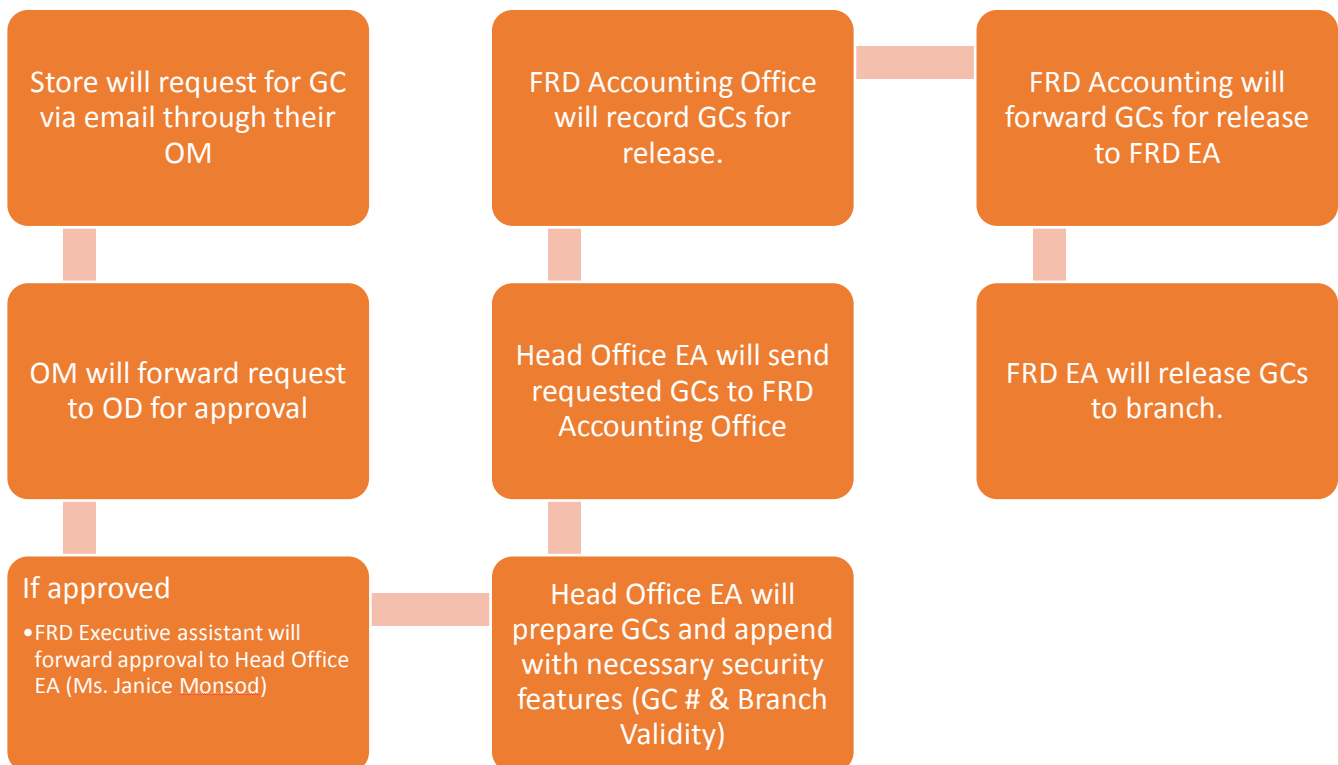 Store will request for GC
via email through their
OM
OM will forward request
to OD for approval
If approved
•FRD Executive assistant will
forward approval to Head Office
EA (Ms. Janice Monsod)
Head Office EA will
prepare GCs and append
with necessary security
features (GC # & Branch
Validity)
Head Office EA will send
requested GCs to FRD
Accounting Office
FRD Accounting Office
will record GCs for
release.
FRD Accounting will
forward GCs for release
to FRD EA
FRD EA will release GCs
to branch.